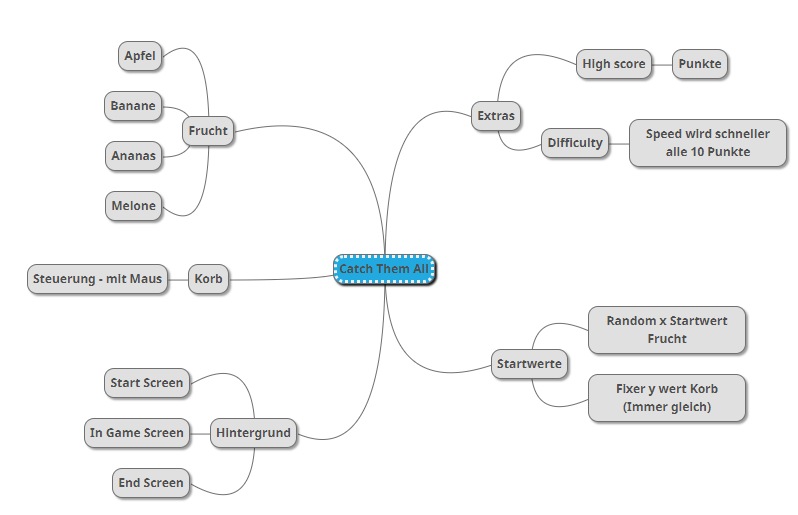 Catch Them All
Frucht
Apfel
Banane
Ananas
Melone
Korb
Steuerung - mit Maus
Hintergrund
Start Screen
In Game Screen
End Screen
Extras
High score
Punkte
Difficulty
Speed wird schneller
alle 10 Punkte
Startwerte
Random x Startwert
Frucht
Fixer y wert Korb
(Immer gleich)